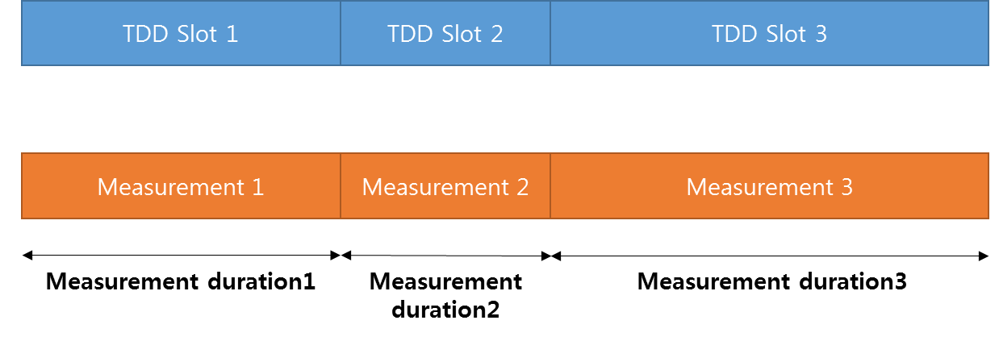 TDD Slot 1
TDD Slot 2
TDD Slot 3
Measurement 1
Measurement 2
Measurement 3
Measurement duration1
Measurement
duration2
Measurement duration3